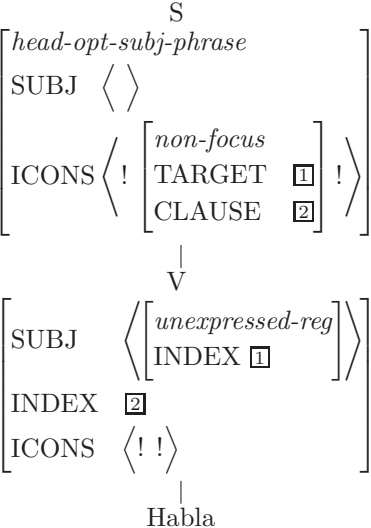 S
head-opt-subj-phrase
SUBJ ⟨ ⟩
ICONS ⟨ ! [ non-focus
TARGET 1
CLAUSE 2 ] ! ⟩
V
SUBJ ⟨ [ unexpressed-reg
INDEX 1 ] ⟩
INDEX 2
ICONS ⟨ ! ! ⟩
Habla